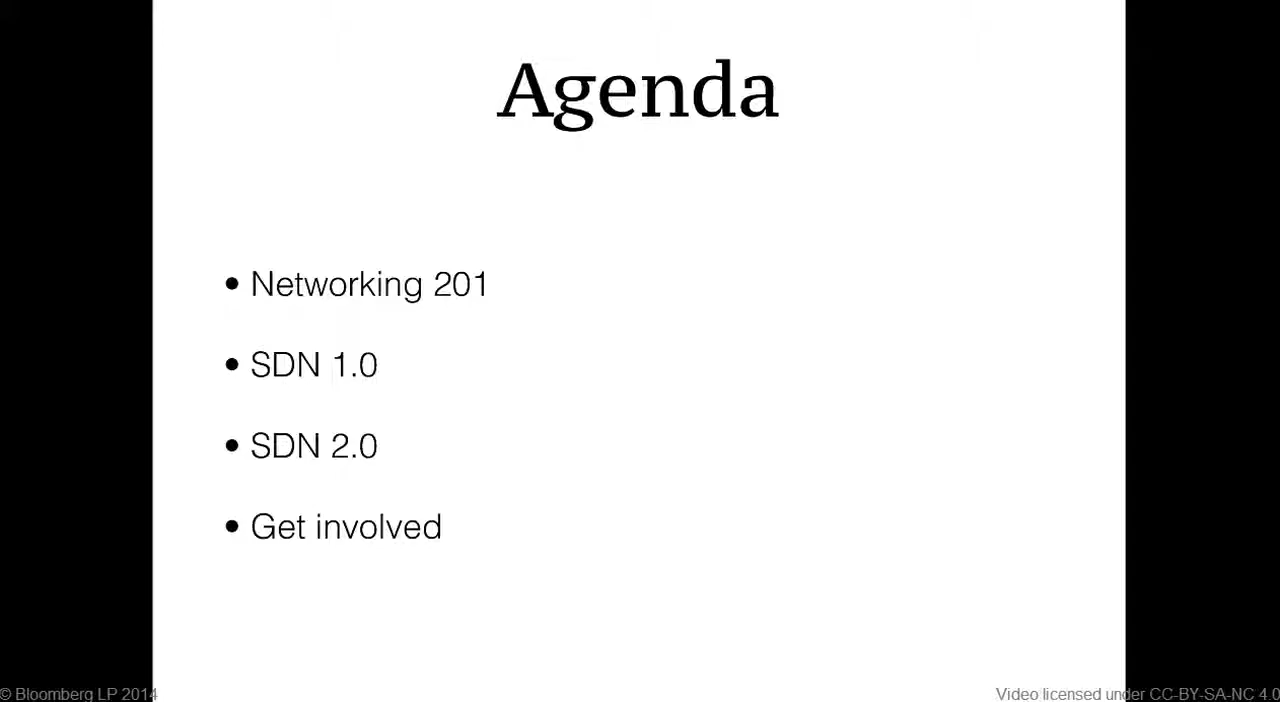 Agenda
• Networking 201
• SDN 1.0
• SDN 2.0
• Get involved
© Bloomberg LP 2014
Video licensed under CC-BY-SA-NC 4.0